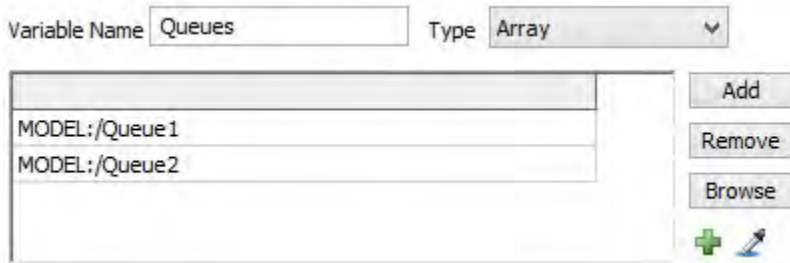 Variable Name Queues Type Array
Add
MODEL:/Queue1
Remove
MODEL:/Queue2
Browse